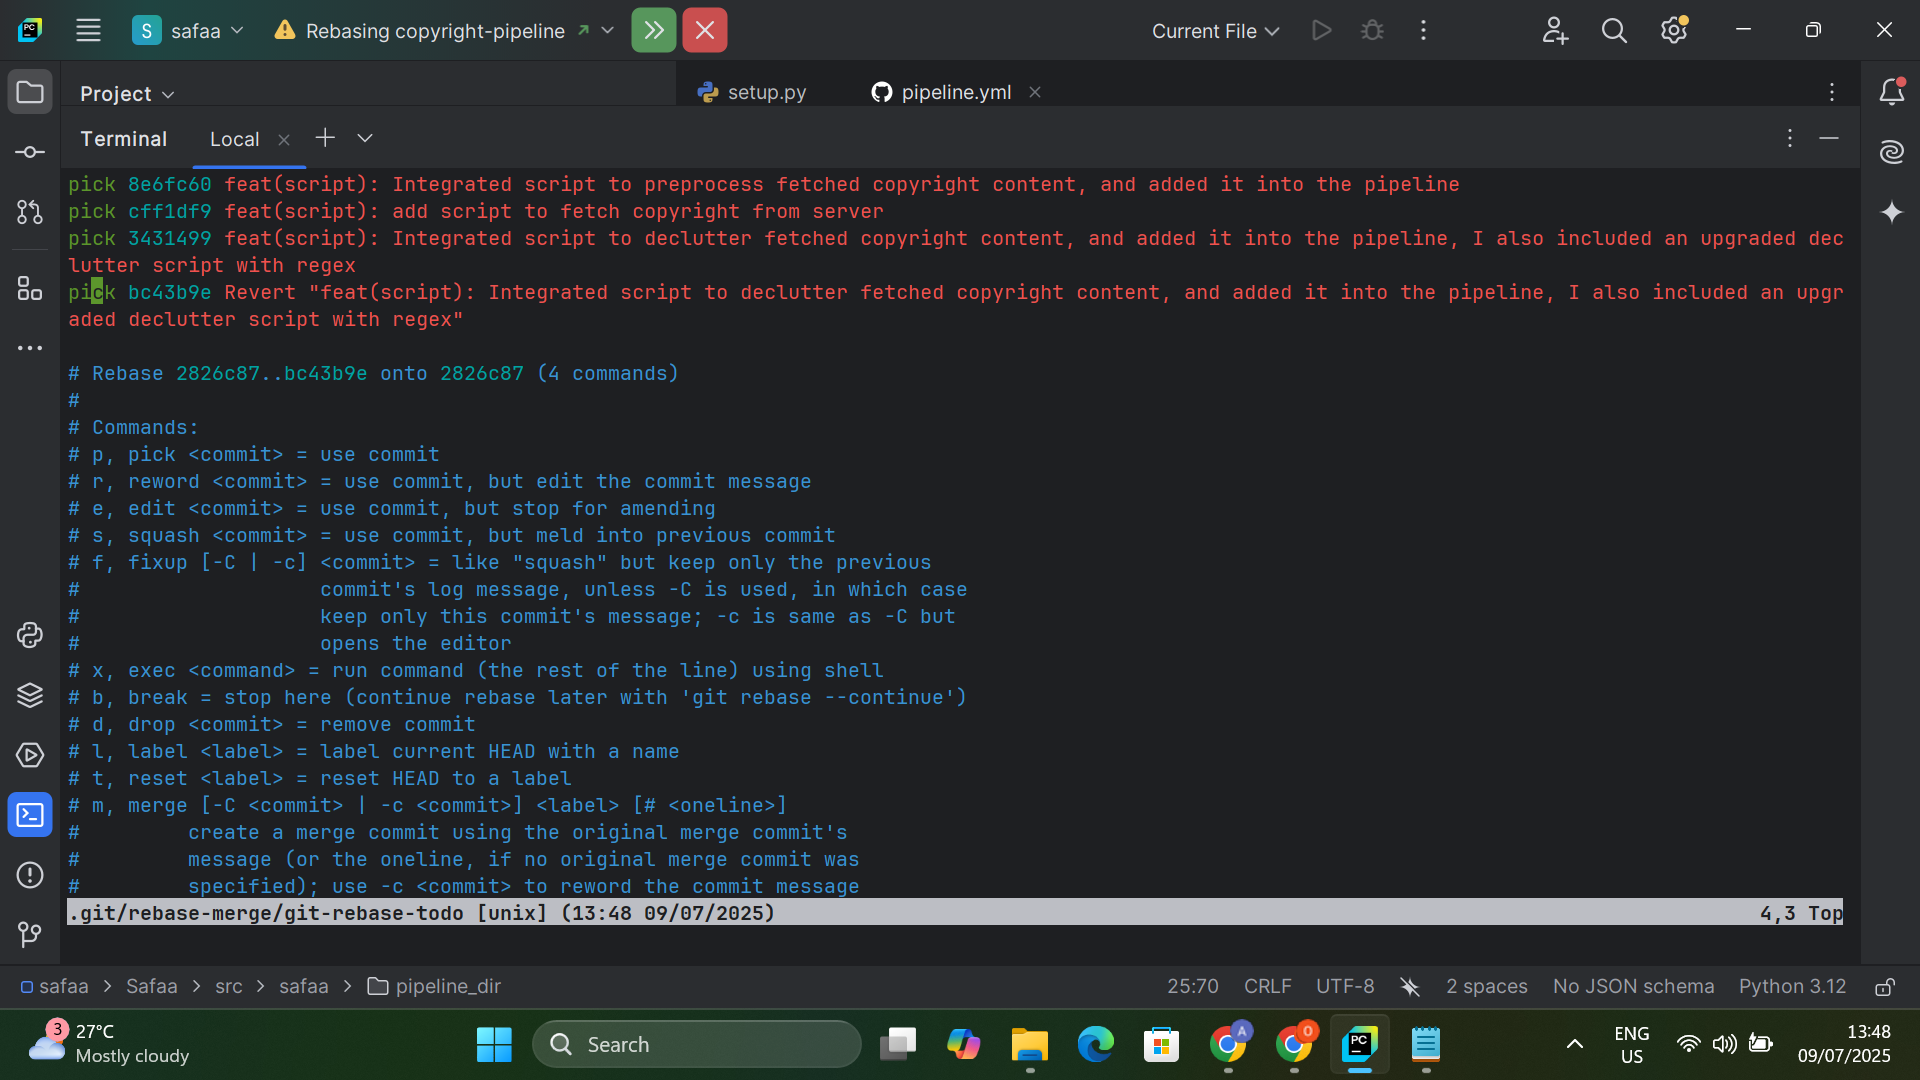 PC
S safaa
Rebasing copyright-pipeline
Current File
Project
setup.py
pipeline.yml
Terminal
Local
pick 8e6fc60 feat(script): Integrated script to preprocess fetched copyright content, and added it into the pipeline
pick cff1df9 feat(script): add script to fetch copyright from server
pick 3431499 feat(script): Integrated script to declutter fetched copyright content, and added it into the pipeline, I also included an upgraded dec
lutter script with regex
pick bc43b9e Revert "feat(script): Integrated script to declutter fetched copyright content, and added it into the pipeline, I also included an upgr
aded declutter script with regex"
# Rebase 2826c87..bc43b9e onto 2826c87 (4 commands)
#
# Commands:
# p, pick <commit> = use commit
# r, reword <commit> = use commit, but edit the commit message
# e, edit <commit> = use commit, but stop for amending
# s, squash <commit> = use commit, but meld into previous commit
# f, fixup [-C | -c] <commit> = like "squash" but keep only the previous
# commit's log message, unless -C is used, in which case
# keep only this commit's message; -c is same as -C but
# opens the editor
# x, exec <command> = run command (the rest of the line) using shell
# b, break = stop here (continue rebase later with 'git rebase --continue')
# d, drop <commit> = remove commit
# l, label <label> = label current HEAD with a name
# t, reset <label> = reset HEAD to a label
# m, merge [-C <commit> | -c <commit>] <label> [# <oneline>]
# create a merge commit using the original merge commit's
# message (or the oneline, if no original merge commit was
# specified); use -c <commit> to reword the commit message
.git/rebase-merge/git-rebase-todo [unix] (13:48 09/07/2025) 4,3 Top
safaa > Safaa > src > safaa > pipeline_dir
25:70 CRLF UTF-8 2 spaces No JSON schema Python 3.12
3
27°C
Mostly cloudy
Search
A
0
PC
ENG
US
13:48
09/07/2025